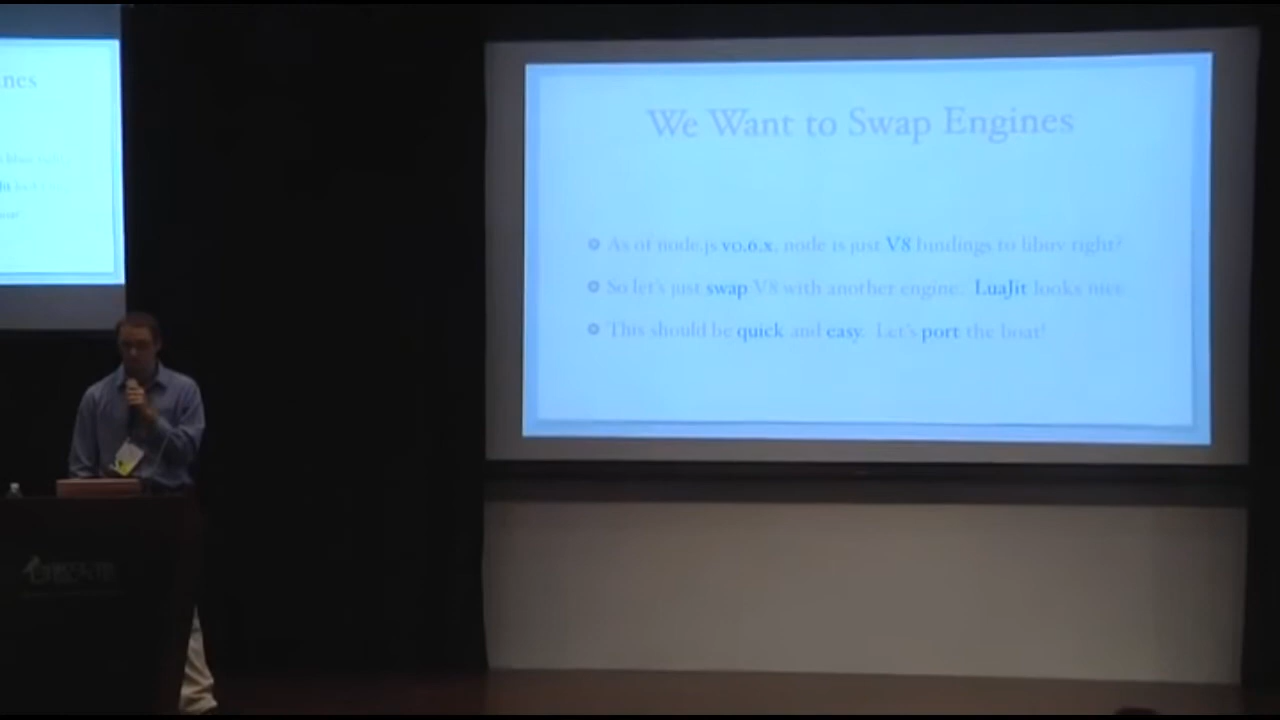 We Want to Swap Engines
As of node.js v0.6.x, node is just V8 bindings to libuv right?
So let's just swap V8 with another engine. LuaJit looks nice
This should be quick and easy. Let's port the boat!